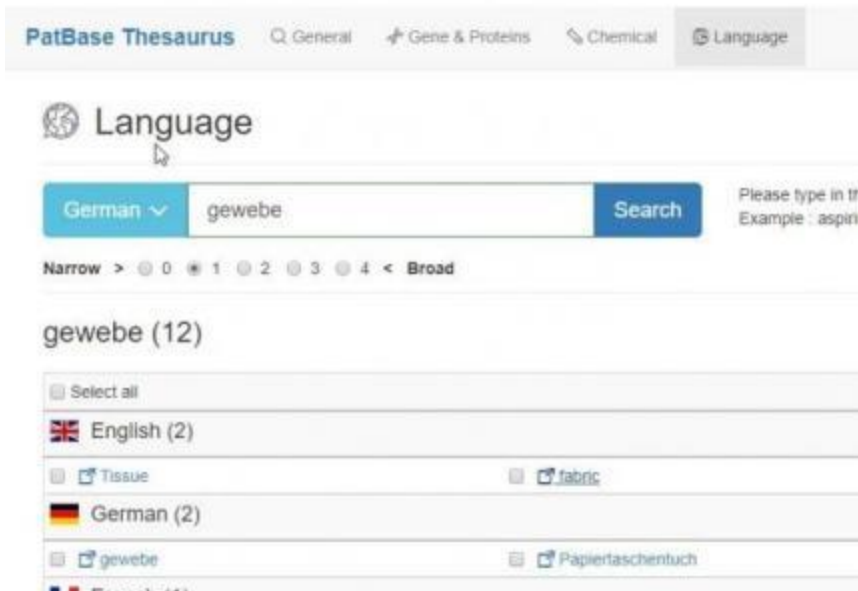 PatBase Thesaurus General Gene & Proteins Chemical Language
Language
German gewebe Search
Please type in
Example : aspiri
Narrow > 0 1 2 3 4 < Broad
gewebe (12)
Select all
English (2)
Tissue fabric
German (2)
gewebe Papiertaschentuch